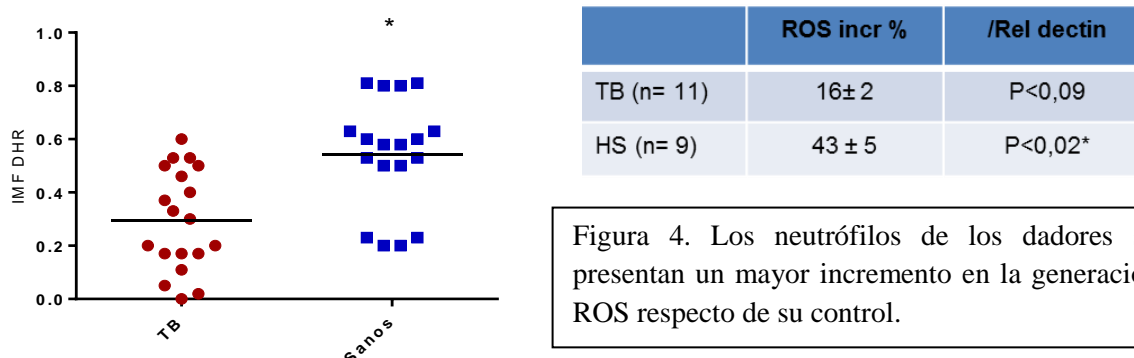 *
1.0
0.8
0.6
0.4
0.2
0.0
IMF DHR
TB
Sanos
ROS incr % /Rel dectin
TB (n= 11) 16± 2 P<0,09
HS (n= 9) 43 ± 5 P<0,02*
Figura 4. Los neutrófilos de los dadores
presentan un mayor incremento en la generació
ROS respecto de su control.